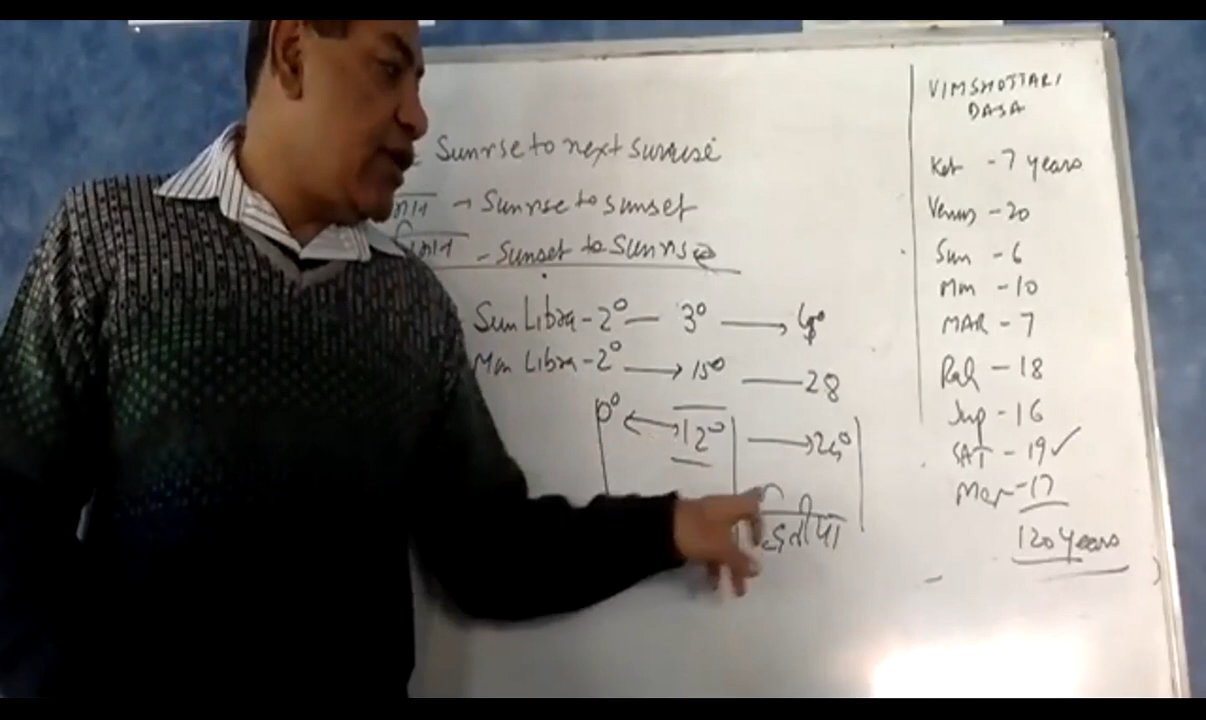 Sunrise to next sunrise
मान - Sunrise to sunset
- Sunset to Sunrise
Sun Libra - 2° — 3° → 4°
Mn Libra - 2° → 15° — 28
0° ↔ 12° → 24°
द्वितीया
VIMSHOTTARI
DASA
Ket - 7 years
Venus - 20
Sun - 6
Mn - 10
MAR - 7
Rah - 18
Jup - 16
SAT - 19 ✓
Mer - 17
120 years